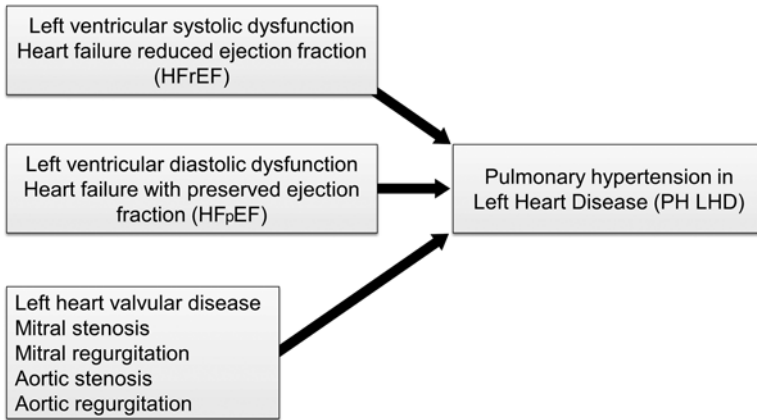 Left ventricular systolic dysfunction
Heart failure reduced ejection fraction
(HFrEF)
Left ventricular diastolic dysfunction
Heart failure with preserved ejection
fraction (HFpEF)
Left heart valvular disease
Mitral stenosis
Mitral regurgitation
Aortic stenosis
Aortic regurgitation
Pulmonary hypertension in
Left Heart Disease (PH LHD)